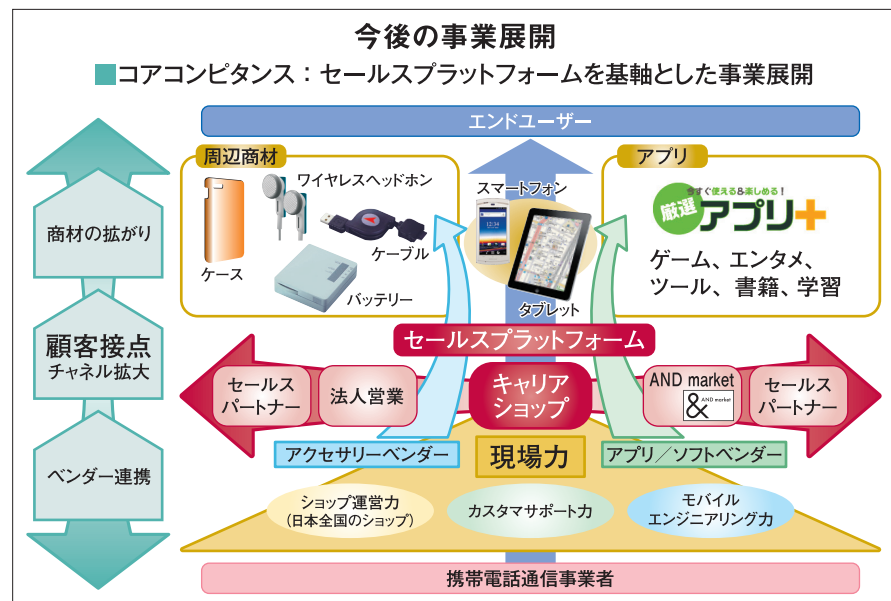 今後の事業展開
■コアコンピタンス：セールスプラットフォームを基軸とした事業展開
エンドユーザー
周辺商材
アプリ
ワイヤレスヘッドホン
スマートフォン
今すぐ使える&楽しめる！
厳選
アプリ+
商材の拡がり
ケース
ケーブル
バッテリー
タブレット
ゲーム、エンタメ、
ツール、書籍、学習
セールスプラットフォーム
顧客接点
チャネル拡大
セールス
パートナー
法人営業
キャリア
ショップ
AND market
& AND market
セールス
パートナー
アクセサリーベンダー
現場力
アプリ／ソフトベンダー
ベンダー連携
ショップ運営力
(日本全国のショップ)
カスタマサポート力
モバイル
エンジニアリング力
携帯電話通信事業者